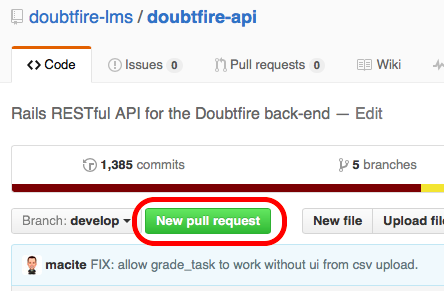 doubtfire-lms / doubtfire-api
Code Issues 0 Pull requests 0 Wiki
Rails RESTful API for the Doubtfire back-end — Edit
1,385 commits 5 branches
Branch: develop New pull request New file Upload file
macite FIX: allow grade_task to work without ui from csv upload.